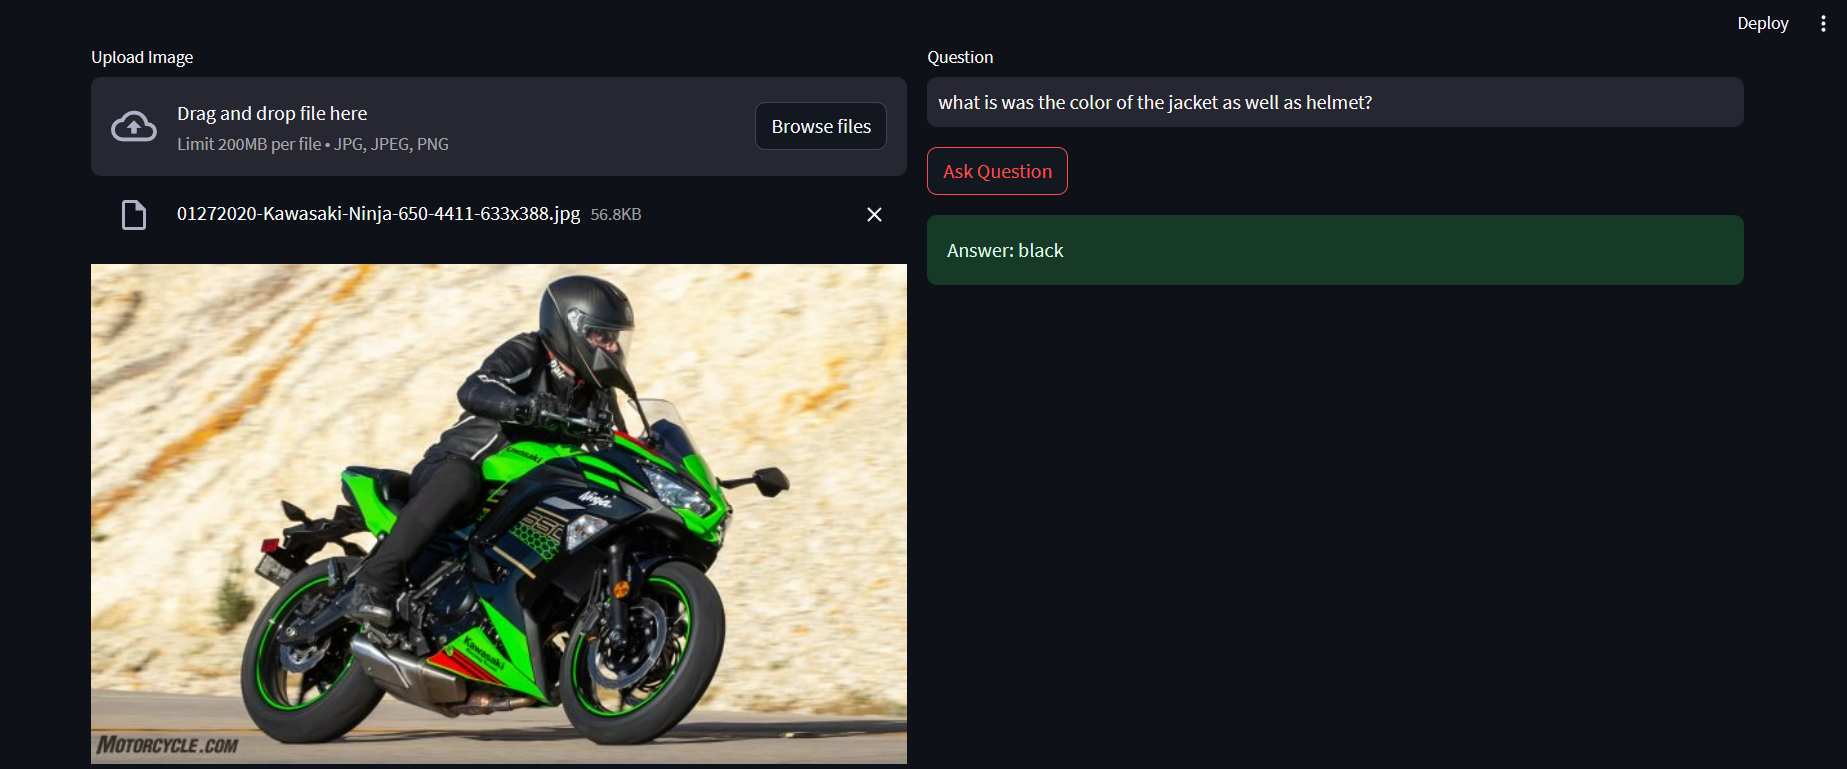 Deploy
Upload Image
Drag and drop file here
Limit 200MB per file • JPG, JPEG, PNG
Browse files
01272020-Kawasaki-Ninja-650-4411-633x388.jpg 56.8KB
Question
what is was the color of the jacket as well as helmet?
Ask Question
Answer: black
Kawasaki
Ninja
650
Kawasaki
MOTORCYCLE.COM